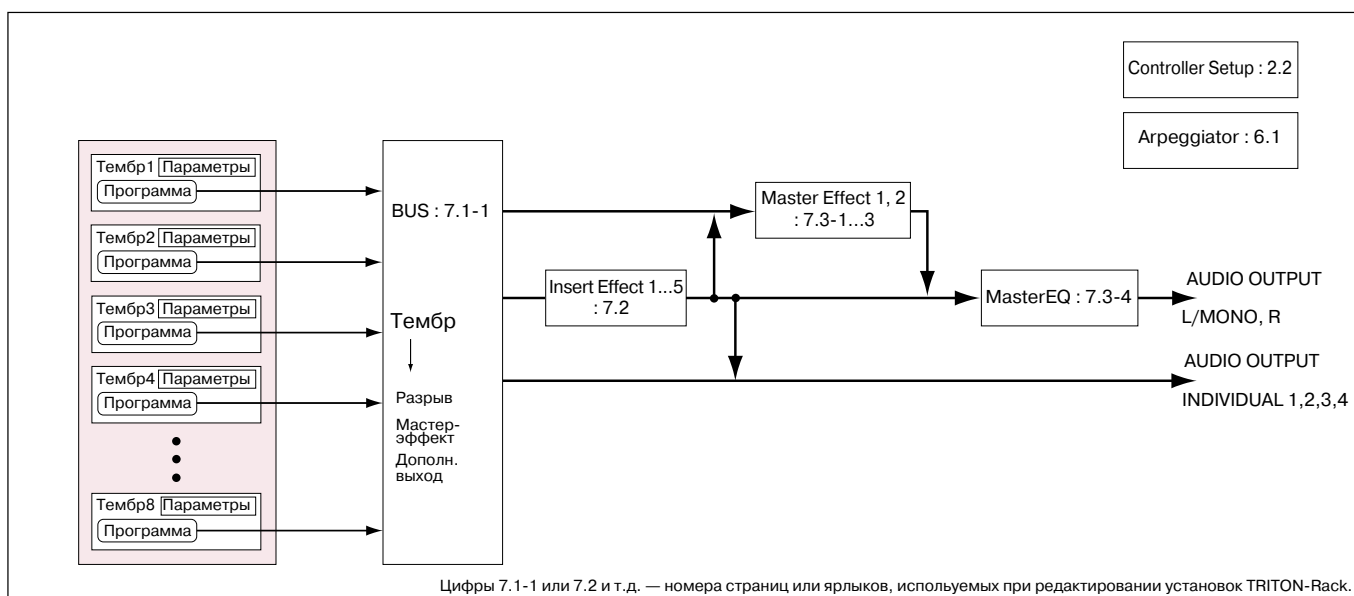 Controller Setup : 2.2
Arpeggiator : 6.1
Тембр1 Параметры
Программа
Тембр2 Параметры
Программа
Тембр3 Параметры
Программа
Тембр4 Параметры
Программа
Тембр8 Параметры
Программа
BUS : 7.1-1
Тембр
Разрыв
Мастер-
эффект
Дополн.
выход
Insert Effect 1...5
: 7.2
Master Effect 1, 2
: 7.3-1...3
MasterEQ : 7.3-4
AUDIO OUTPUT
L/MONO, R
AUDIO OUTPUT
INDIVIDUAL 1,2,3,4
Цифры 7.1-1 или 7.2 и т.д. — номера страниц или ярлыков, испоьуемых при редактировании установок TRITON-Rack.